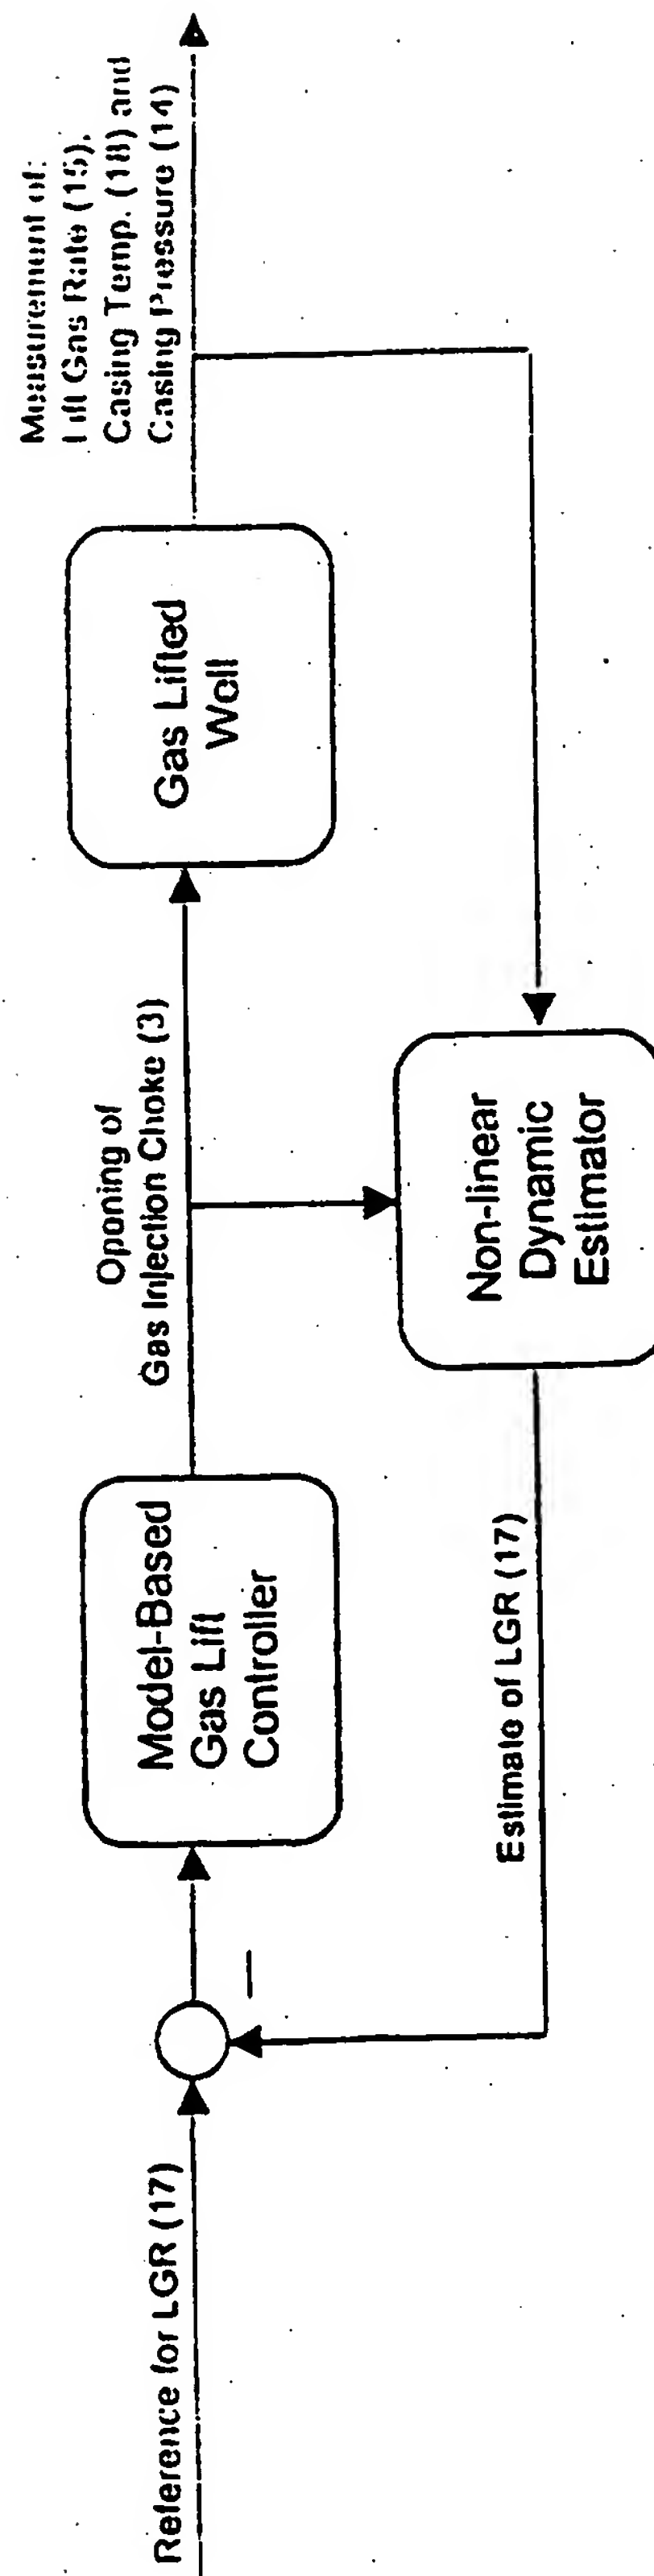 Reference for LGR (17)
Model-Based
Gas Lift
Controller
Opening of
Gas Injection Choke (3)
Gas Lifted
Well
Measurement of:
Lift Gas Rate (15),
Casing Temp. (18) and
Casing Pressure (14)
Non-linear
Dynamic
Estimator
Estimate of LGR (17)
–